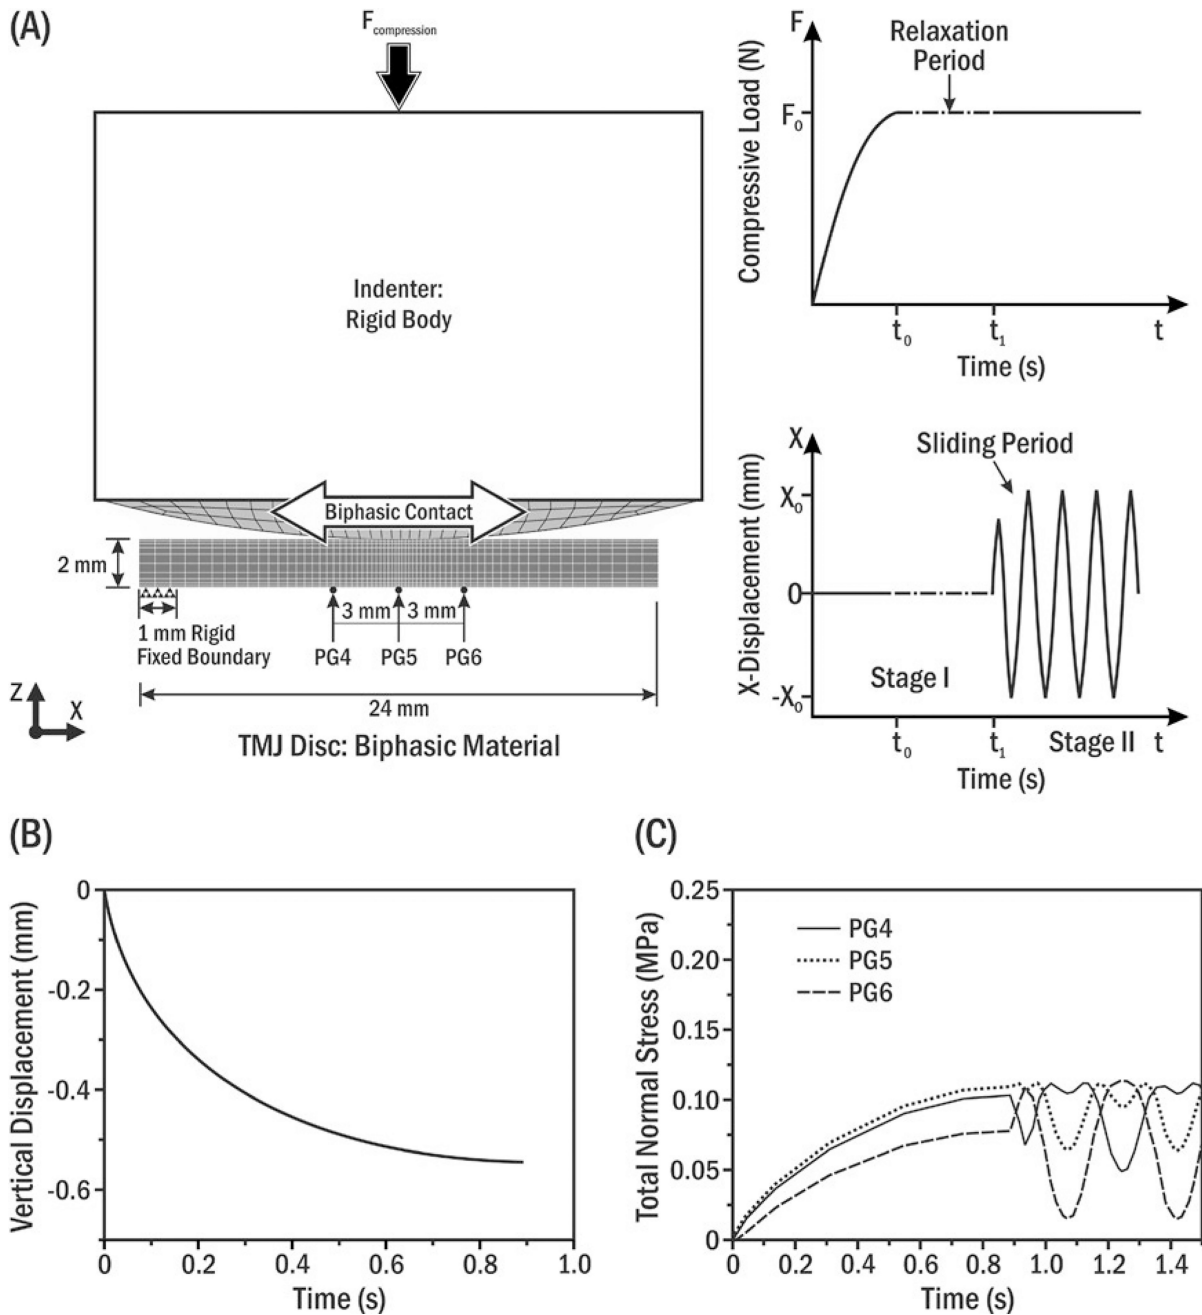 (A)
F compression
Indenter:
Rigid Body
Biphasic Contact
2 mm
1 mm Rigid
Fixed Boundary
3 mm 3 mm
PG4 PG5 PG6
24 mm
Z
X
TMJ Disc: Biphasic Material
F
Relaxation
Period
Compressive Load (N)
F₀
t₀ t₁ t
Time (s)
X
Sliding Period
X-Displacement (mm)
X₀
0
-X₀
Stage I
Stage II
t₀ t₁ t
Time (s)
(B)
Vertical Displacement (mm)
0
-0.2
-0.4
-0.6
0 0.2 0.4 0.6 0.8 1.0
Time (s)
(C)
Total Normal Stress (MPa)
0.25
0.20
0.15
0.10
0.05
0
PG4
PG5
PG6
0 0.2 0.4 0.6 0.8 1.0 1.2 1.4
Time (s)